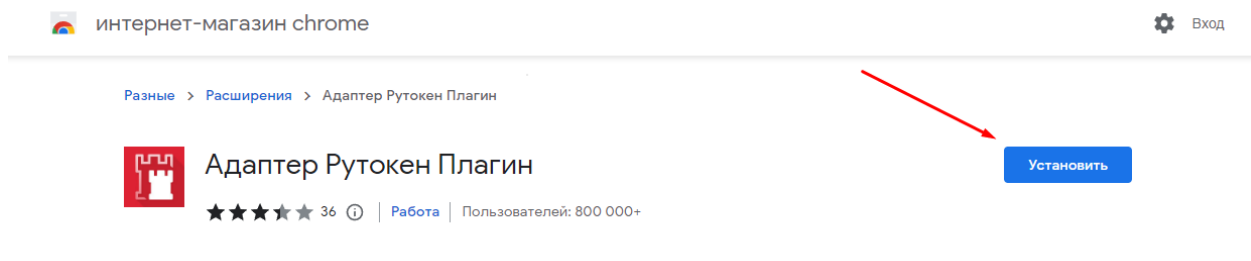 интернет-магазин chrome
Вход
Разные > Расширения > Адаптер Рутокен Плагин
Адаптер Рутокен Плагин
Установить
36 | Работа | Пользователей: 800 000+